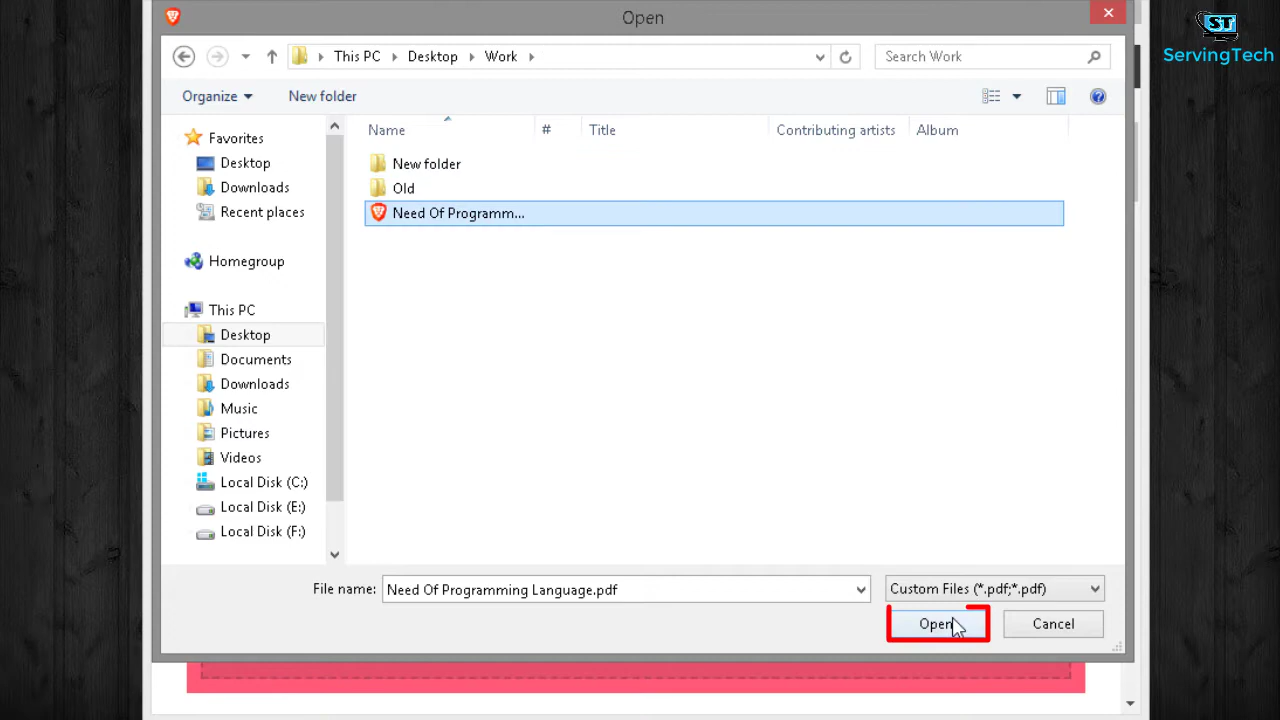 Open
ST
ServingTech
This PC Desktop Work
Search Work
Organize
New folder
Name # Title Contributing artists Album
Favorites
Desktop
Downloads
Recent places
Homegroup
This PC
Desktop
Documents
Downloads
Music
Pictures
Videos
Local Disk (C:)
Local Disk (E:)
Local Disk (F:)
New folder
Old
Need Of Programm...
File name: Need Of Programming Language.pdf
Custom Files (*.pdf;*.pdf)
Open
Cancel